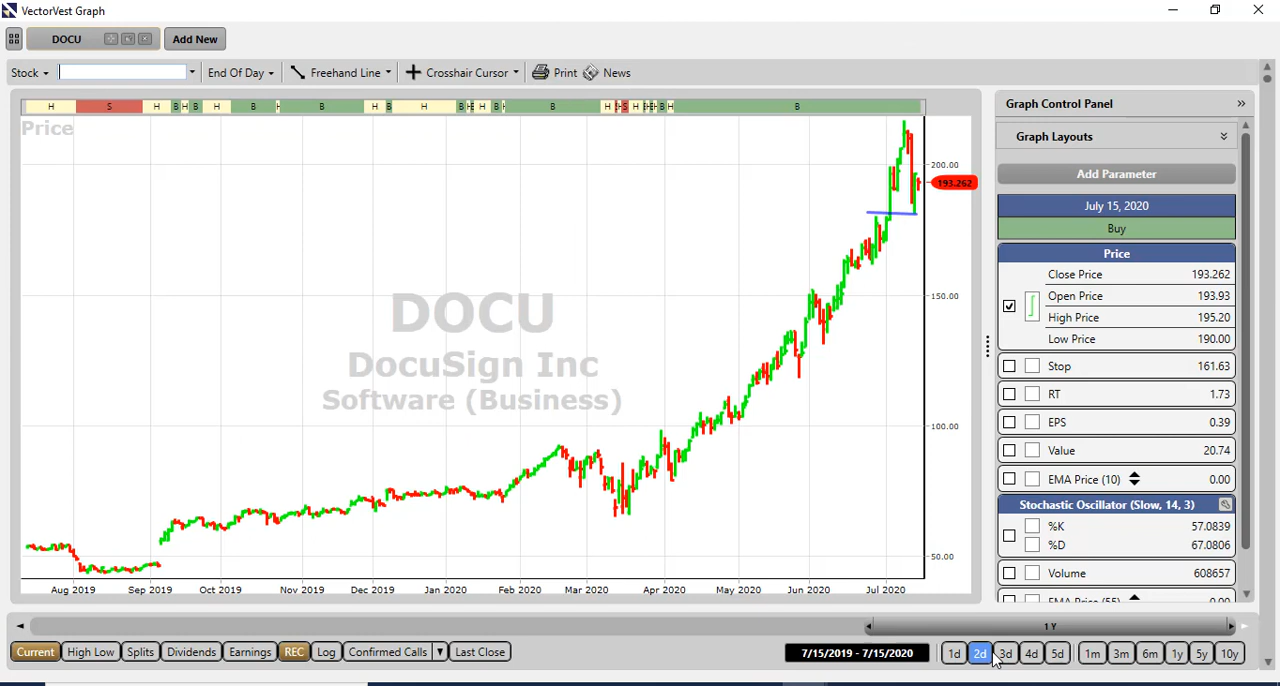 VectorVest Graph
DOCU Add New
Stock End Of Day Freehand Line Crosshair Cursor Print News
H S H B H B H B H B H B H B H B H B H B H S H B H B
Price
DOCU
DocuSign Inc
Software (Business)
200.00
193.262
150.00
100.00
50.00
Aug 2019 Sep 2019 Oct 2019 Nov 2019 Dec 2019 Jan 2020 Feb 2020 Mar 2020 Apr 2020 May 2020 Jun 2020 Jul 2020
Graph Control Panel
Graph Layouts
Add Parameter
July 15, 2020
Buy
Price
Close Price 193.262
Open Price 193.93
High Price 195.20
Low Price 190.00
Stop 161.63
RT 1.73
EPS 0.39
Value 20.74
EMA Price (10) 0.00
Stochastic Oscillator (Slow, 14, 3)
%K 57.0839
%D 67.0806
Volume 608657
EMA Price (55) 0.00
1 Y
Current High Low Splits Dividends Earnings REC Log Confirmed Calls Last Close
7/15/2019 - 7/15/2020
1d 2d 3d 4d 5d 1m 3m 6m 1y 5y 10y